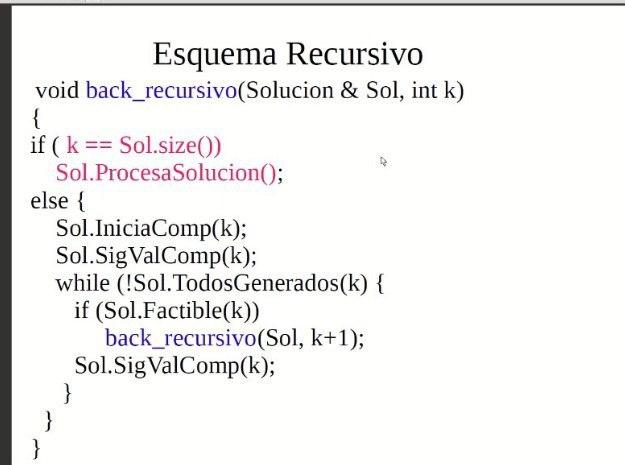 Esquema Recursivo
void back_recursivo(Solucion & Sol, int k)
{
if ( k == Sol.size())
Sol.ProcesaSolucion();
else {
Sol.IniciaComp(k);
Sol.SigValComp(k);
while (!Sol.TodosGenerados(k) {
if (Sol.Factible(k))
back_recursivo(Sol, k+1);
Sol.SigValComp(k);
}
}
}